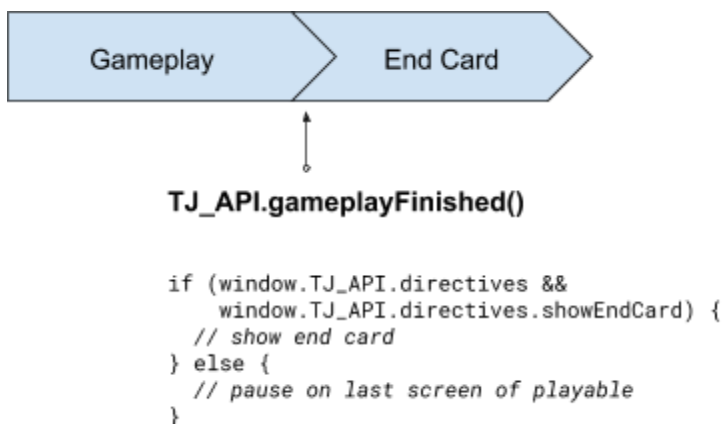 Gameplay
End Card
TJ_API.gameplayFinished()
if (window.TJ_API.directives &&
    window.TJ_API.directives.showEndCard) {
  // show end card
} else {
  // pause on last screen of playable
}